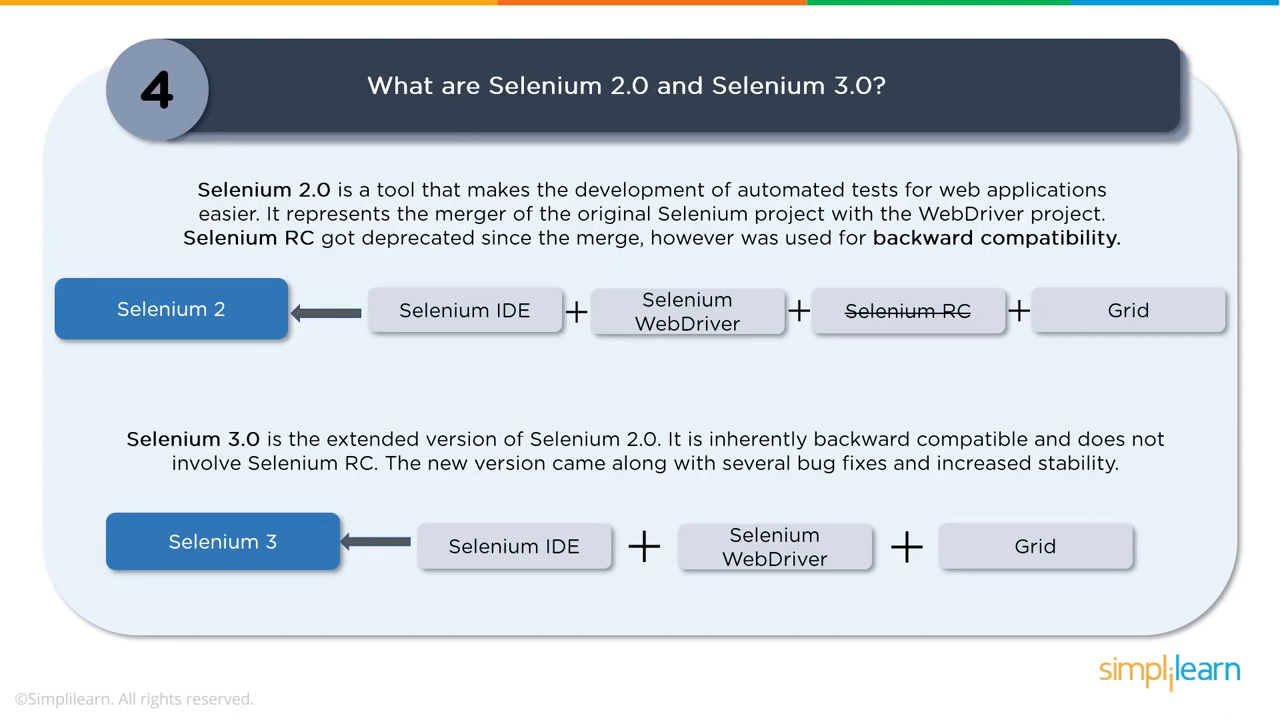 4
What are Selenium 2.0 and Selenium 3.0?
Selenium 2.0 is a tool that makes the development of automated tests for web applications
easier. It represents the merger of the original Selenium project with the WebDriver project.
Selenium RC got deprecated since the merge, however was used for backward compatibility.
Selenium 2
Selenium IDE
+
Selenium
WebDriver
+
Selenium RC
+
Grid
Selenium 3.0 is the extended version of Selenium 2.0. It is inherently backward compatible and does not
involve Selenium RC. The new version came along with several bug fixes and increased stability.
Selenium 3
Selenium IDE
+
Selenium
WebDriver
+
Grid
simplilearn
©Simplilearn. All rights reserved.